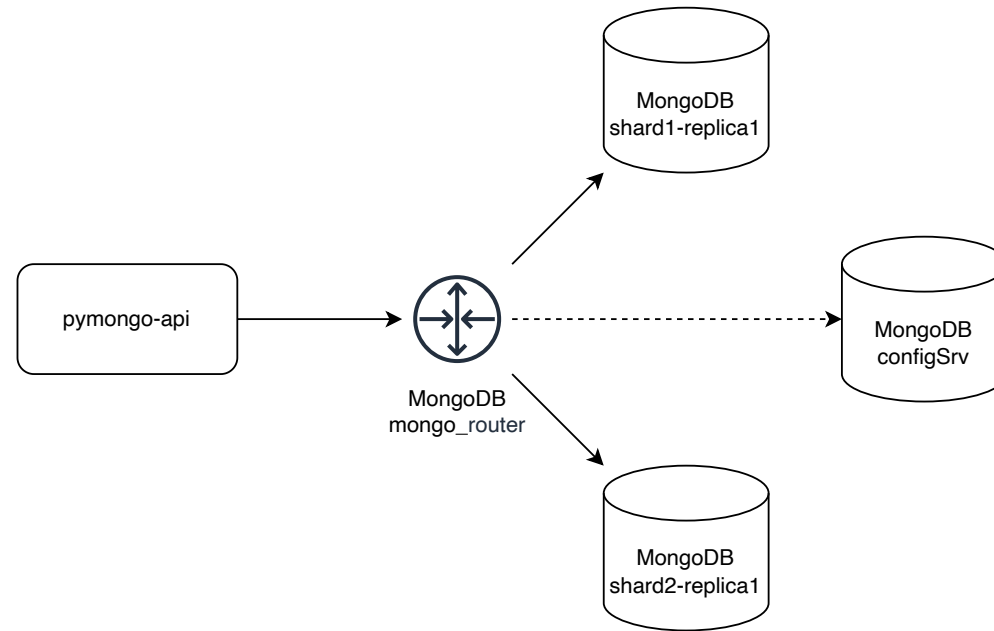 MongoDB
shard1-replica1
pymongo-api
MongoDB
mongo_router
MongoDB
configSrv
MongoDB
shard2-replica1